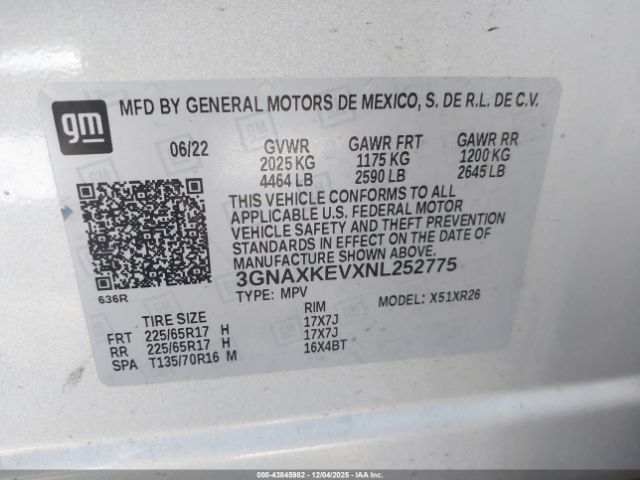 gm
MFD BY GENERAL MOTORS DE MEXICO, S. DE R.L. DE C.V.
06/22 GVWR GAWR FRT GAWR RR
2025 KG 1175 KG 1200 KG
4464 LB 2590 LB 2645 LB
THIS VEHICLE CONFORMS TO ALL
APPLICABLE U.S. FEDERAL MOTOR
VEHICLE SAFETY AND THEFT PREVENTION
STANDARDS IN EFFECT ON THE DATE OF
MANUFACTURE SHOWN ABOVE.
3GNAXKEVXNL252775
636R
TYPE: MPV MODEL: X51XR26
TIRE SIZE RIM
FRT 225/65R17 H 17X7J
RR 225/65R17 H 17X7J
SPA T135/70R16 M 16X4BT
000-43845982 - 12/04/2025 - IAAI.COM